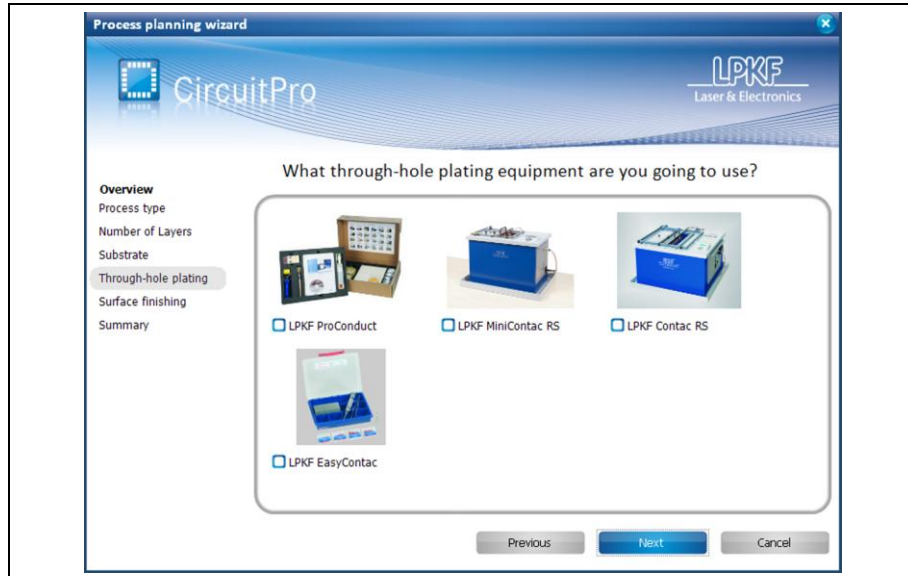 Process planning wizard
CircuitPro
LPKF
Laser & Electronics
What through-hole plating equipment are you going to use?
Overview
Process type
Number of Layers
Substrate
Through-hole plating
Surface finishing
Summary
LPKF ProConduct
LPKF MiniContac RS
LPKF Contac RS
LPKF EasyContac
Previous
Next
Cancel